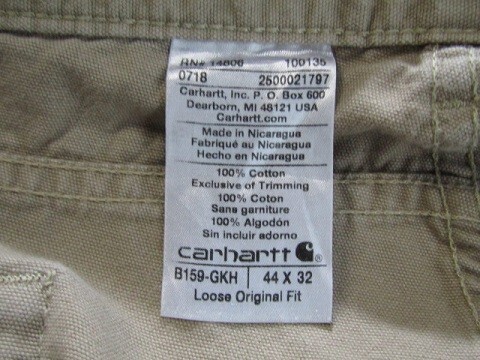 RN# 14806 100135
0718 2500021797
Carhartt, Inc. P. O. Box 600
Dearborn, MI 48121 USA
Carhartt.com
Made in Nicaragua
Fabriqué au Nicaragua
Hecho en Nicaragua
100% Cotton
Exclusive of Trimming
100% Coton
Sans garniture
100% Algodón
Sin incluir adorno
carhartt
B159-GKH 44 X 32
Loose Original Fit